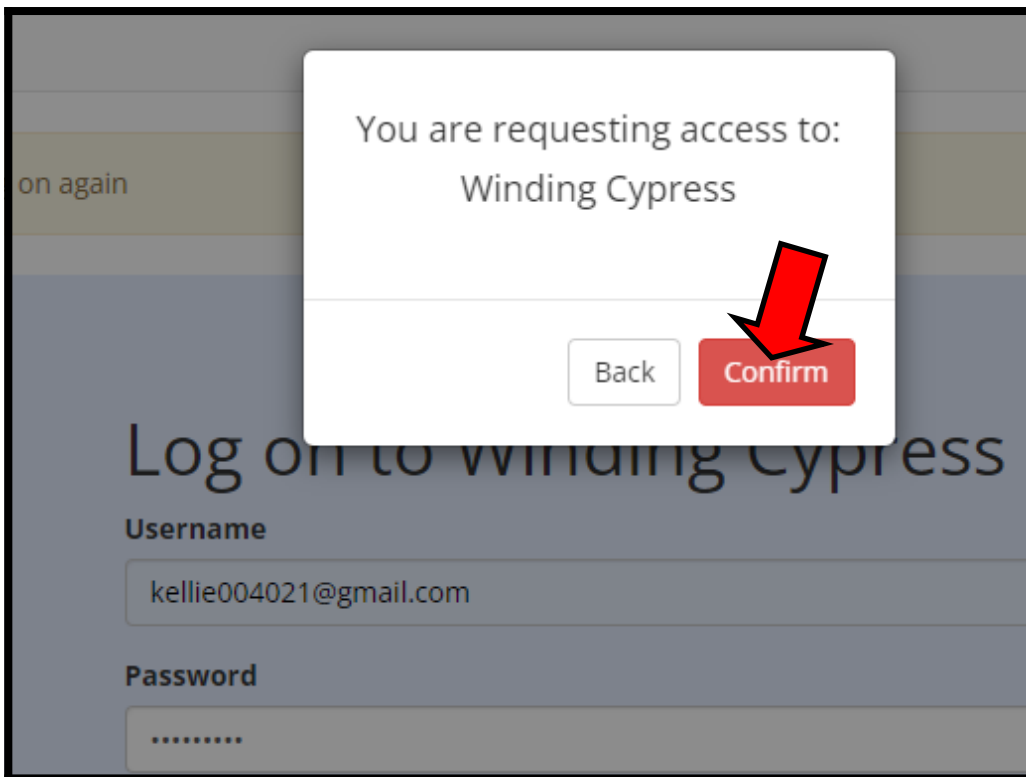 You are requesting access to:
Winding Cypress
on again
Back
Confirm
Log on to Winding Cypress
Username
kellie004021@gmail.com
Password
•••••••••